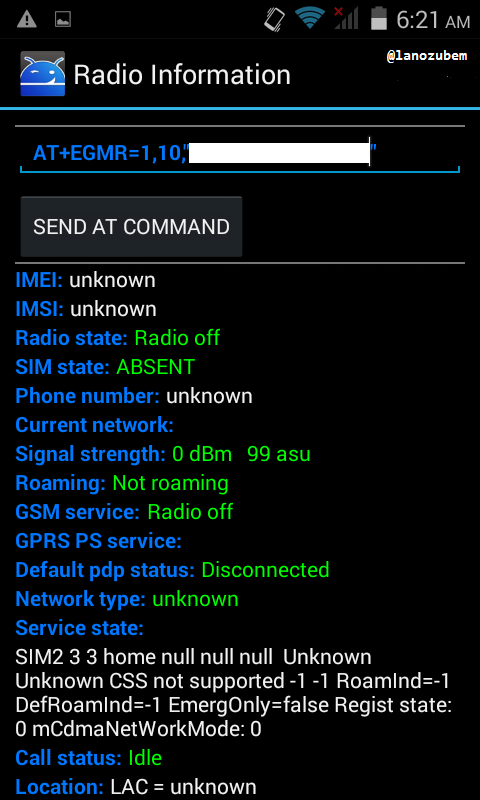 6:21 AM
@lanozubem
Radio Information
AT+EGMR=1,10,""
SEND AT COMMAND
IMEI: unknown
IMSI: unknown
Radio state: Radio off
SIM state: ABSENT
Phone number: unknown
Current network:
Signal strength: 0 dBm   99 asu
Roaming: Not roaming
GSM service: Radio off
GPRS PS service:
Default pdp status: Disconnected
Network type: unknown
Service state:
SIM2 3 3 home null null null  Unknown
Unknown CSS not supported -1 -1 RoamInd=-1
DefRoamInd=-1 EmergOnly=false Regist state:
0 mCdmaNetWorkMode: 0
Call status: Idle
Location: LAC = unknown